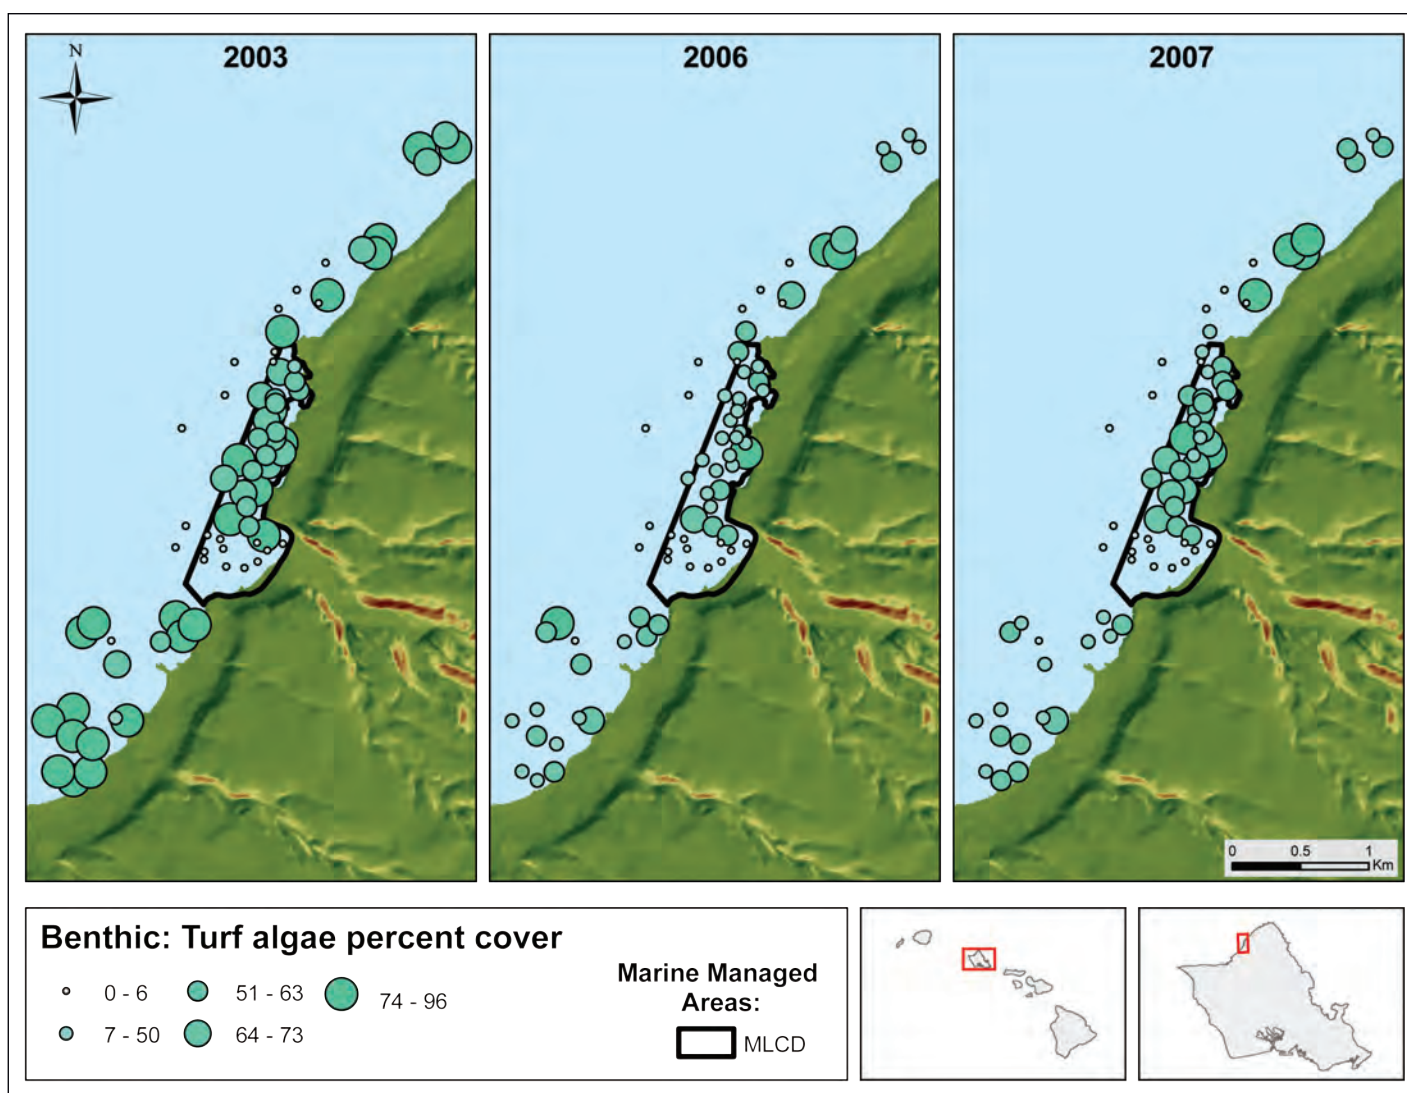 2003
2006
2007
N
0 0.5 1
Km
Benthic: Turf algae percent cover
0 - 6
7 - 50
51 - 63
64 - 73
74 - 96
Marine Managed
Areas:
MLCD